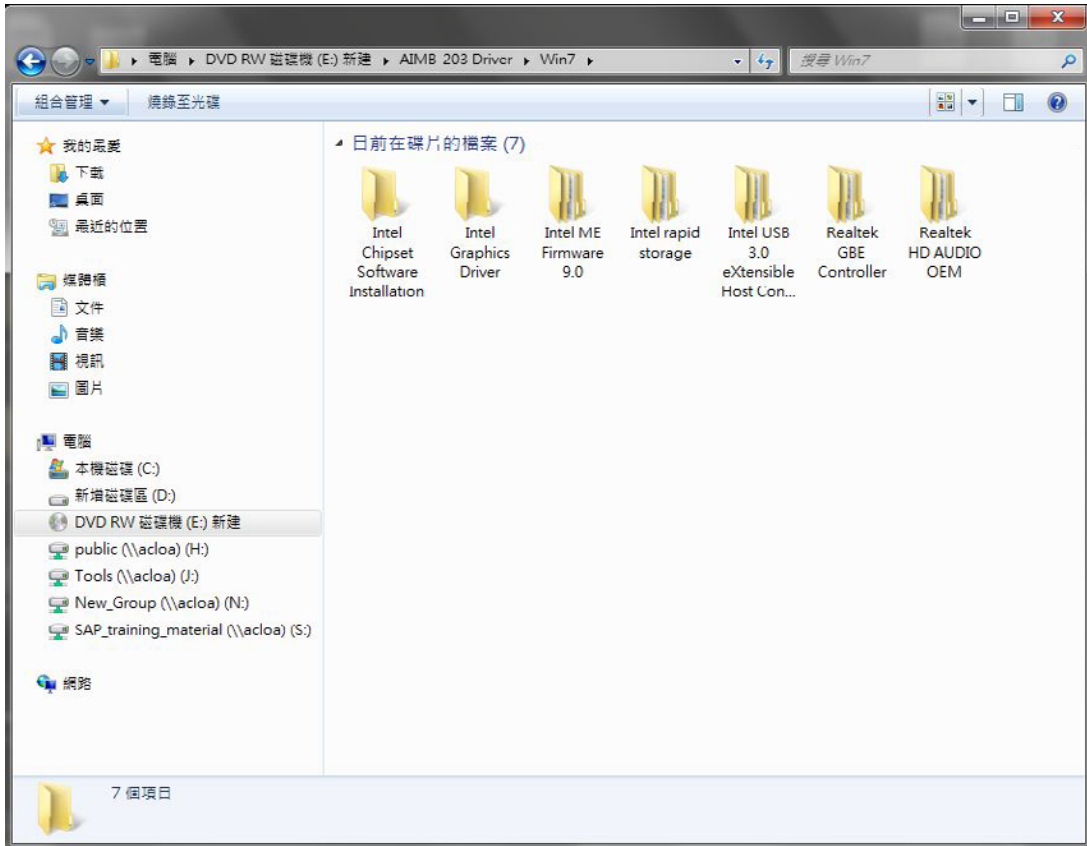 電腦 ▸ DVD RW 磁碟機 (E:) 新建 ▸ AIMB 203 Driver ▸ Win7 ▸
搜尋 Win7
組合管理 ▼ 燒錄至光碟
我的最愛
下載
桌面
最近的位置
媒體櫃
文件
音樂
視訊
圖片
電腦
本機磁碟 (C:)
新增磁碟區 (D:)
DVD RW 磁碟機 (E:) 新建
public (\\acloa) (H:)
Tools (\\acloa) (J:)
New_Group (\\acloa) (N:)
SAP_training_material (\\acloa) (S:)
網路
目前在碟片的檔案 (7)
Intel
Chipset
Software
Installation
Intel
Graphics
Driver
Intel ME
Firmware
9.0
Intel rapid
storage
Intel USB
3.0
eXtensible
Host Con...
Realtek
GBE
Controller
Realtek
HD AUDIO
OEM
7 個項目